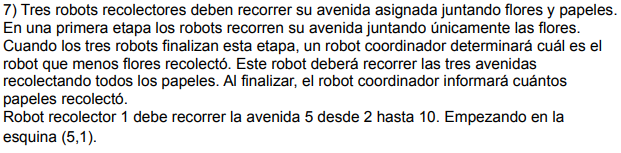 7) Tres robots recolectores deben recorrer su avenida asignada juntando flores y papeles.
En una primera etapa los robots recorren su avenida juntando únicamente las flores.
Cuando los tres robots finalizan esta etapa, un robot coordinador determinará cuál es el
robot que menos flores recolectó. Este robot deberá recorrer las tres avenidas
recolectando todos los papeles. Al finalizar, el robot coordinador informará cuántos
papeles recolectó.
Robot recolector 1 debe recorrer la avenida 5 desde 2 hasta 10. Empezando en la
esquina (5,1).